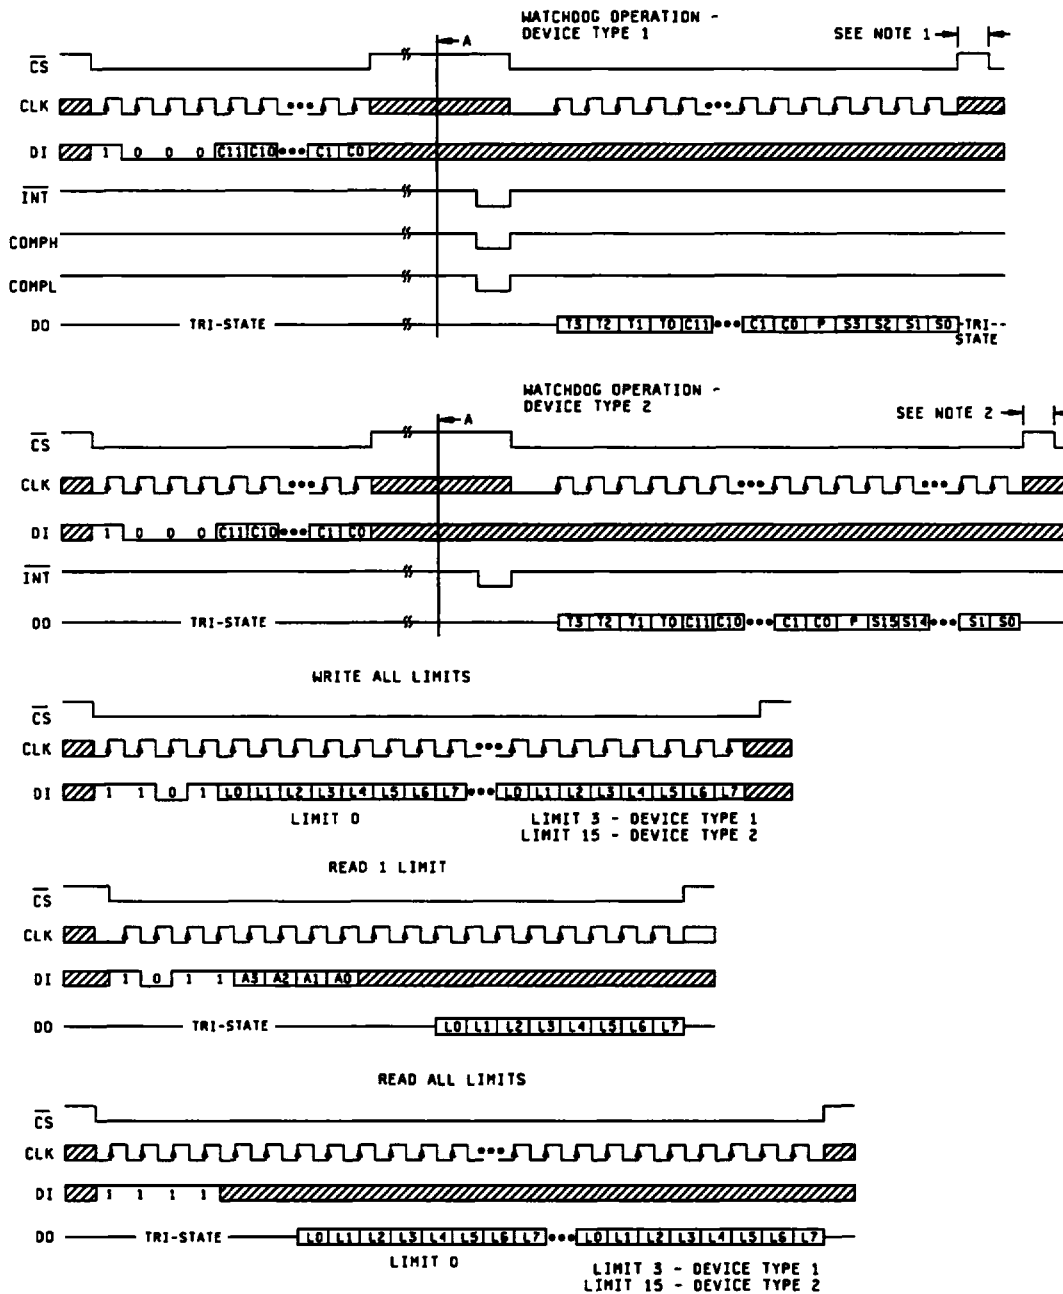 WATCHDOG OPERATION -
DEVICE TYPE 1
A
SEE NOTE 1
CS
CLK
DI 1 0 0 0 C11 C10 ••• C1 C0
INT
COMPH
COMPL
DO TRI-STATE T3 T2 T1 T0 C11 ••• C1 C0 P S3 S2 S1 S0 TRI-
STATE
WATCHDOG OPERATION -
DEVICE TYPE 2
A
SEE NOTE 2
CS
CLK
DI 1 0 0 0 C11 C10 ••• C1 C0
INT
DO TRI-STATE T3 T2 T1 T0 C11 C10 ••• C1 C0 P S15 S14 ••• S1 S0
WRITE ALL LIMITS
CS
CLK
DI 1 1 0 1 L0 L1 L2 L3 L4 L5 L6 L7 ••• L0 L1 L2 L3 L4 L5 L6 L7
LIMIT 0 LIMIT 3 - DEVICE TYPE 1
LIMIT 15 - DEVICE TYPE 2
READ 1 LIMIT
CS
CLK
DI 1 0 1 1 A3 A2 A1 A0
DO TRI-STATE L0 L1 L2 L3 L4 L5 L6 L7
READ ALL LIMITS
CS
CLK
DI 1 1 1 1
DO TRI-STATE L0 L1 L2 L3 L4 L5 L6 L7 ••• L0 L1 L2 L3 L4 L5 L6 L7
LIMIT 0 LIMIT 3 - DEVICE TYPE 1
LIMIT 15 - DEVICE TYPE 2